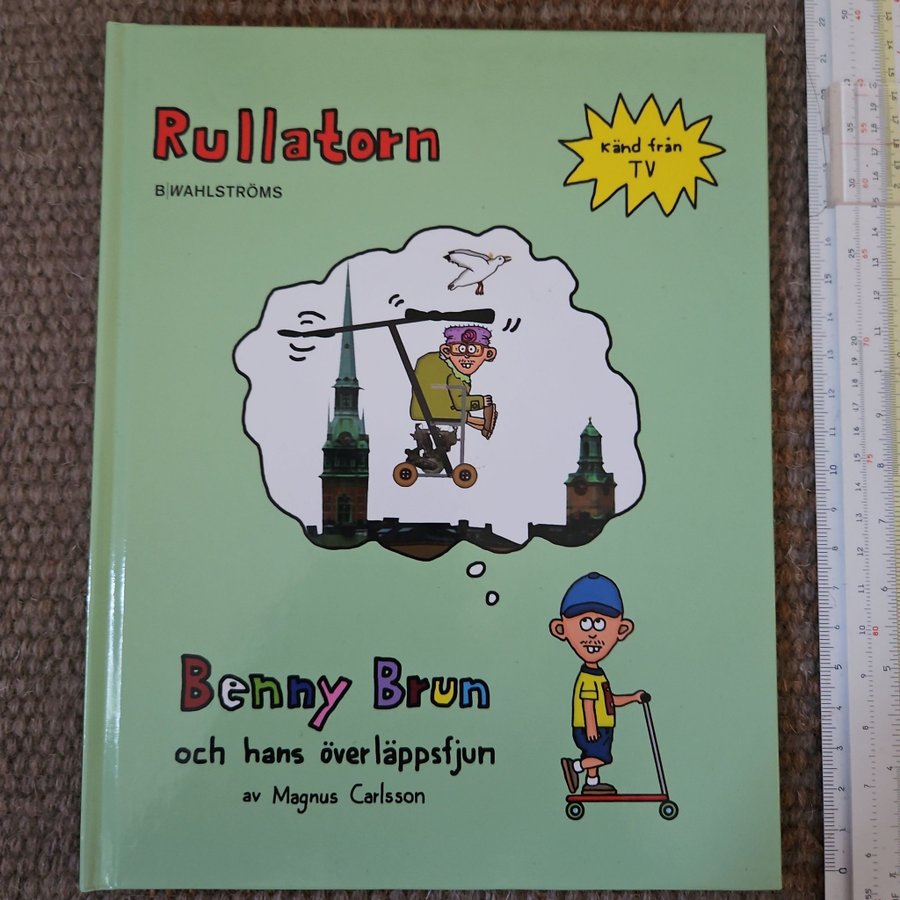 Rullatorn
B|WAHLSTRÖMS
Känd från
TV
Benny Brun
och hans överläppsfjun
av Magnus Carlsson